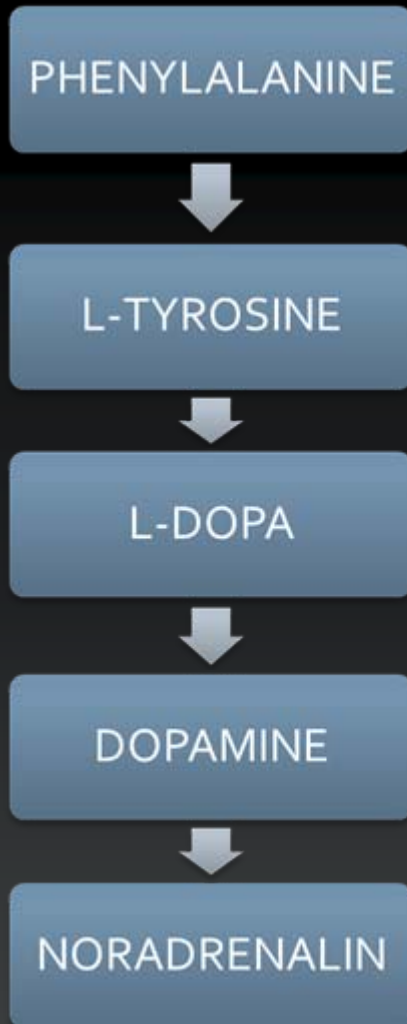 PHENYLALANINE
L-TYROSINE
L-DOPA
DOPAMINE
NORADRENALIN